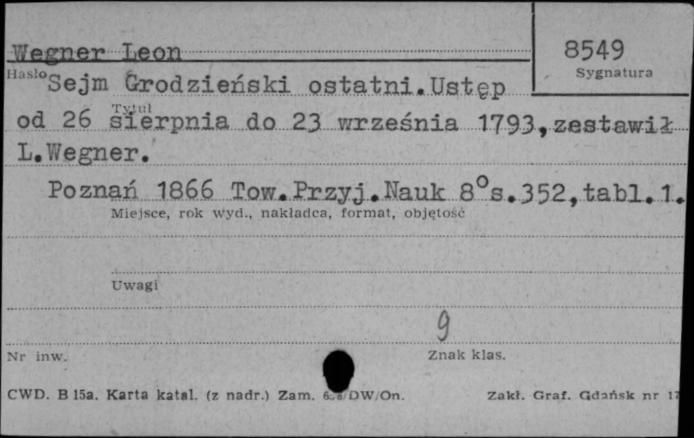 Wegner Leon
8549
Hasło
Sygnatura
Sejm Grodzieński ostatni.Ustęp
Tytuł
od 26 sierpnia do 23 września 1793,zestawił
L.Wegner.
Poznań 1866 Tow.Przyj.Nauk 8°s.352,tabl.1.
Miejsce, rok wyd., nakładca, format, objętość
Uwagi
9
Nr inw.
Znak klas.
CWD. B 15a. Karta katal. (z nadr.) Zam. DW/On.
Zakł. Graf. Gdańsk nr